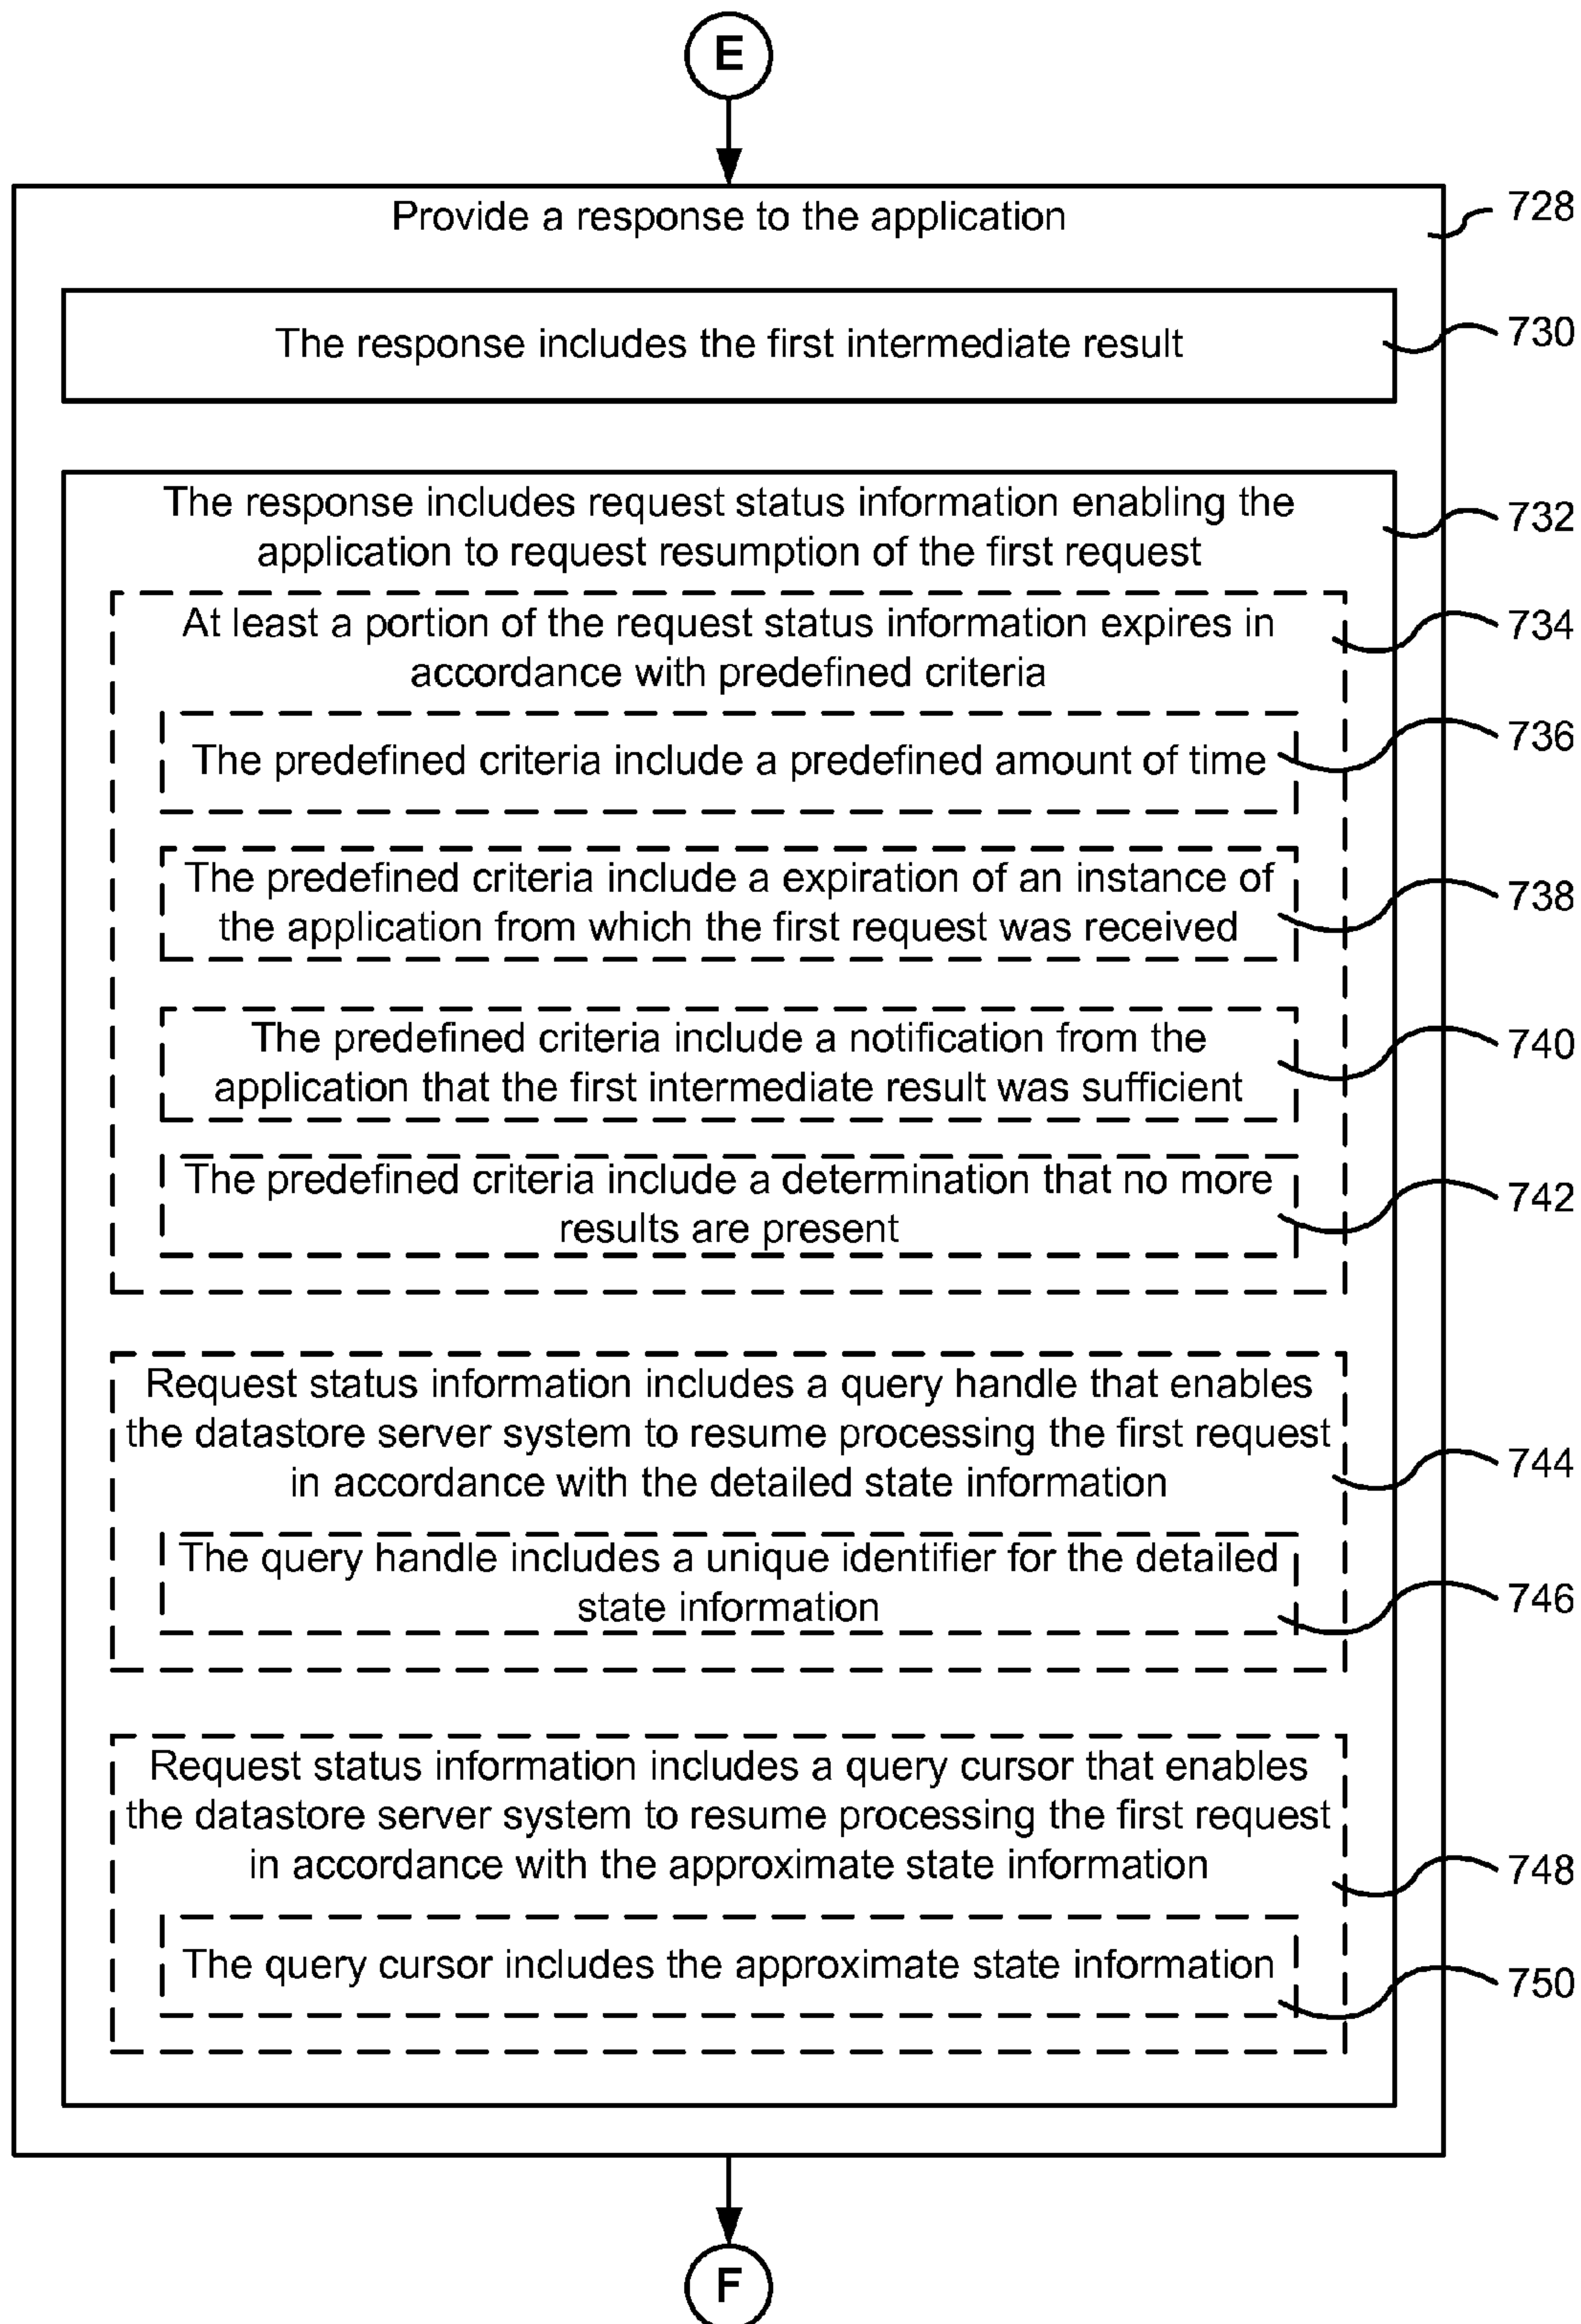 E
Provide a response to the application
728
The response includes the first intermediate result
730
The response includes request status information enabling the
application to request resumption of the first request
732
At least a portion of the request status information expires in
accordance with predefined criteria
734
The predefined criteria include a predefined amount of time
736
The predefined criteria include a expiration of an instance of
the application from which the first request was received
738
The predefined criteria include a notification from the
application that the first intermediate result was sufficient
740
The predefined criteria include a determination that no more
results are present
742
Request status information includes a query handle that enables
the datastore server system to resume processing the first request
in accordance with the detailed state information
744
The query handle includes a unique identifier for the detailed
state information
746
Request status information includes a query cursor that enables
the datastore server system to resume processing the first request
in accordance with the approximate state information
748
The query cursor includes the approximate state information
750
F